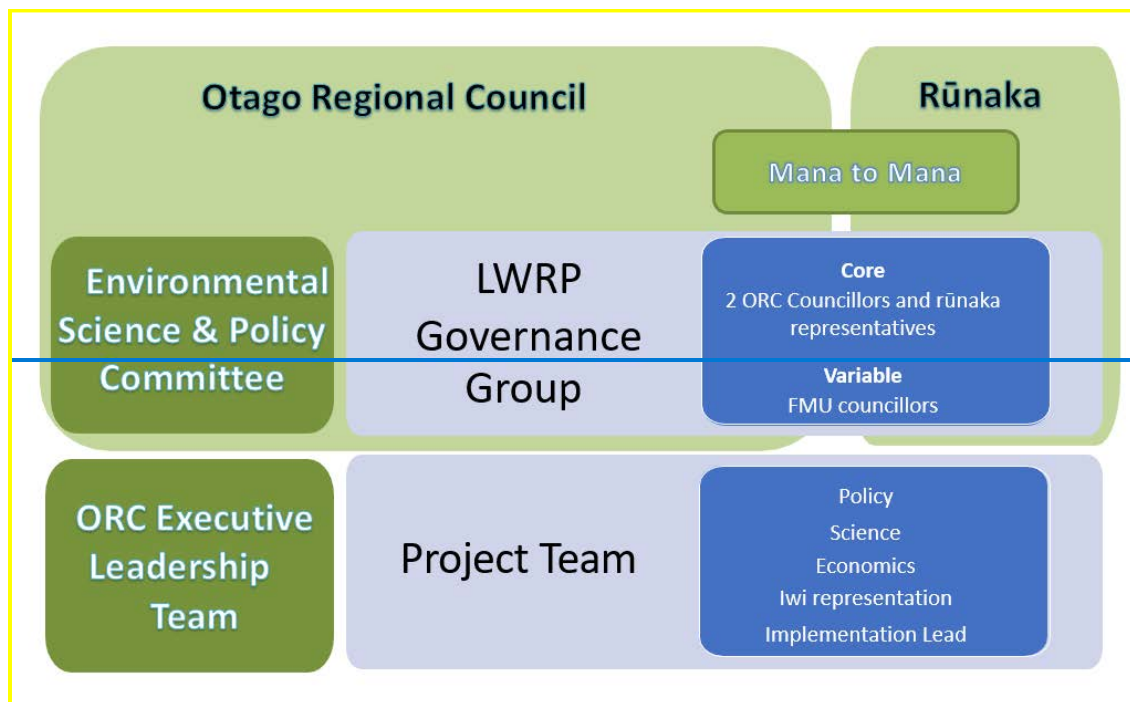 Otago Regional Council
Rūnaka
Mana to Mana
Environmental
Science & Policy
Committee
LWRP
Governance
Group
Core
2 ORC Councillors and rūnaka
representatives
Variable
FMU councillors
ORC Executive
Leadership
Team
Project Team
Policy
Science
Economics
Iwi representation
Implementation Lead